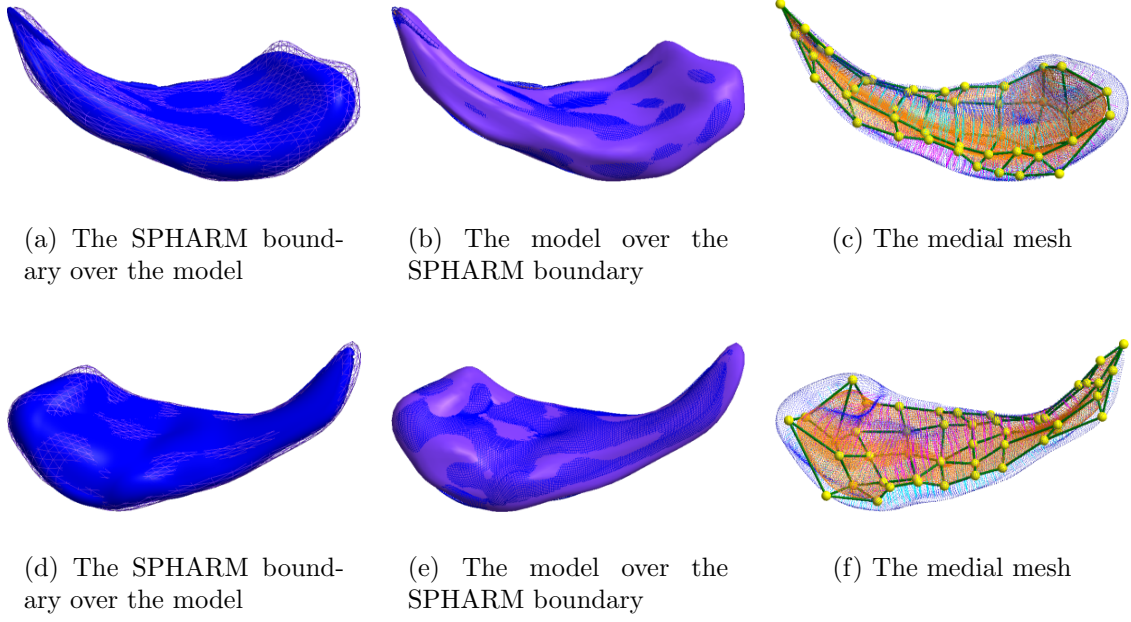 (a) The SPHARM bound-
ary over the model
(b) The model over the
SPHARM boundary
(c) The medial mesh
(d) The SPHARM bound-
ary over the model
(e) The model over the
SPHARM boundary
(f) The medial mesh